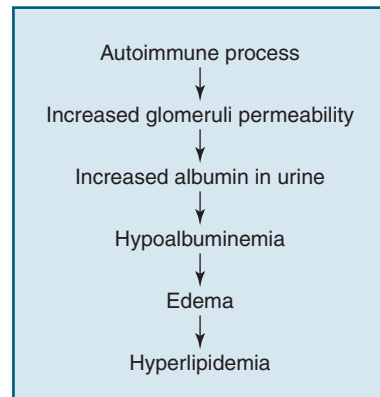 Autoimmune process
Increased glomeruli permeability
Increased albumin in urine
Hypoalbuminemia
Edema
Hyperlipidemia